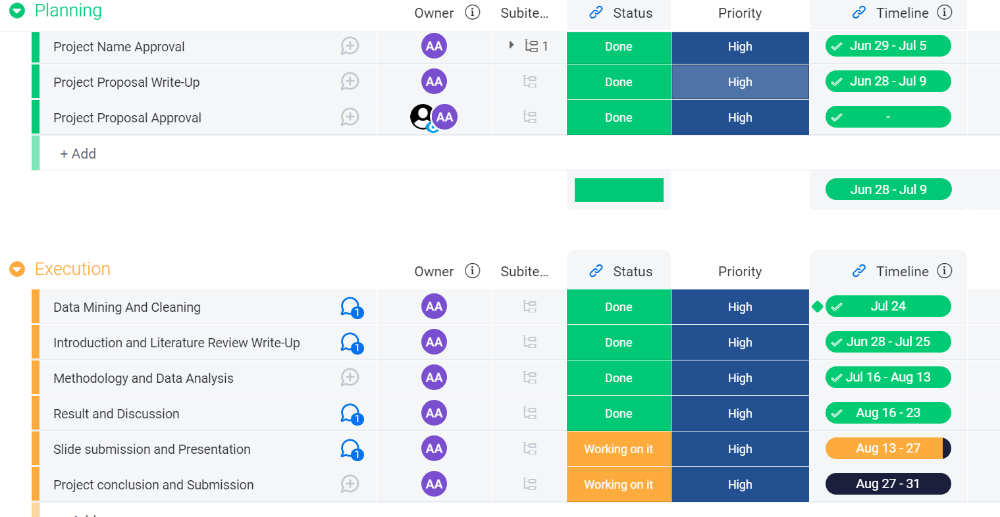 Planning Owner Subite... Status Priority Timeline
Project Name Approval AA 1 Done High Jun 29 - Jul 5
Project Proposal Write-Up AA Done High Jun 28 - Jul 9
Project Proposal Approval AA Done High -
+ Add
Jun 28 - Jul 9
Execution Owner Subite... Status Priority Timeline
Data Mining And Cleaning 1 AA Done High Jul 24
Introduction and Literature Review Write-Up 1 AA Done High Jun 28 - Jul 25
Methodology and Data Analysis AA Done High Jul 16 - Aug 13
Result and Discussion 1 AA Done High Aug 16 - 23
Slide submission and Presentation 1 AA Working on it High Aug 13 - 27
Project conclusion and Submission AA Working on it High Aug 27 - 31